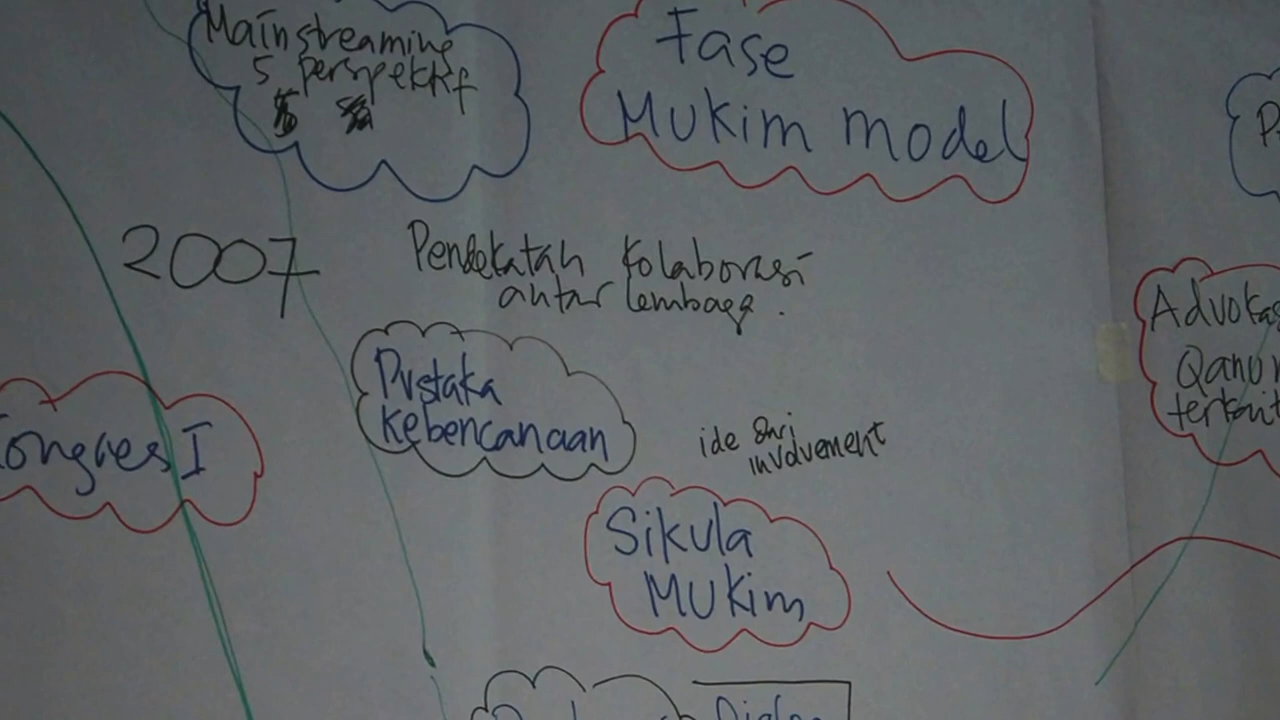 Mainstreaming
5 perspektif
Fase
Mukim model
2007
Pendekatan kolaborasi
antar lembaga.
Pustaka
kebencanaan
ide dari
involvement
Kongres I
Sikula
Mukim
Qanun
terkait